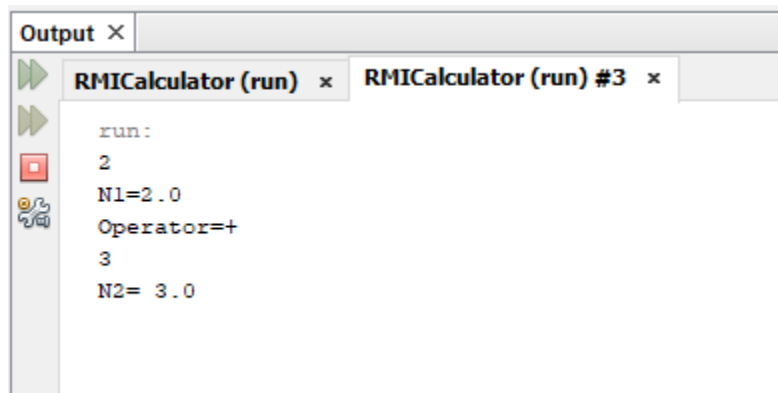 Output ×
RMICalculator (run) × RMICalculator (run) #3 ×
run:
2
N1=2.0
Operator=+
3
N2= 3.0